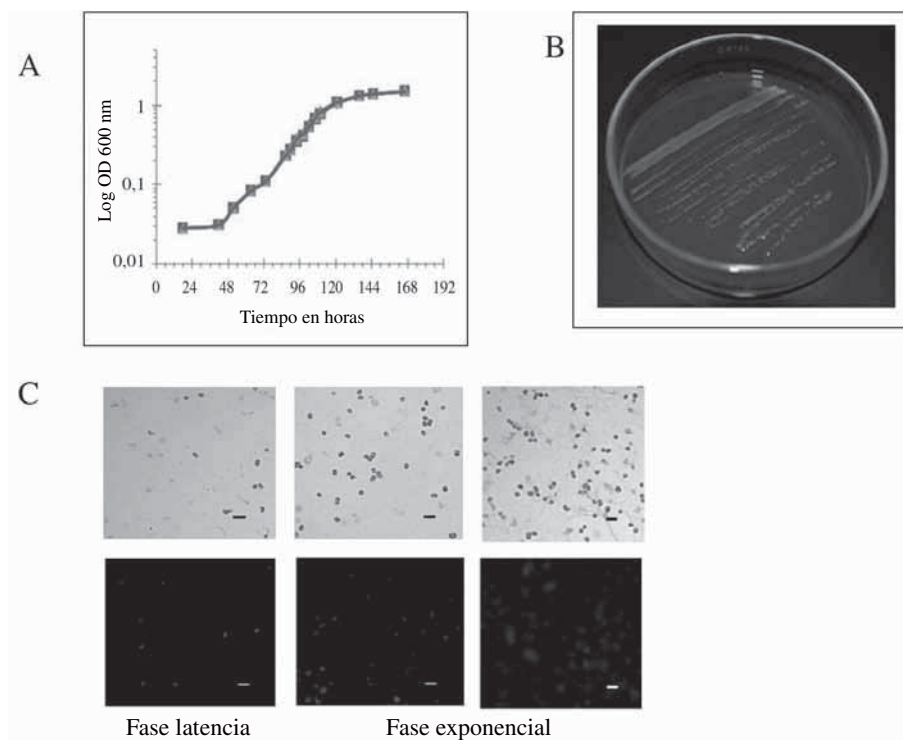 A
B
Log OD 600 nm
1
0,1
0,01
0 24 48 72 96 120 144 168 192
Tiempo en horas
C
Fase latencia Fase exponencial